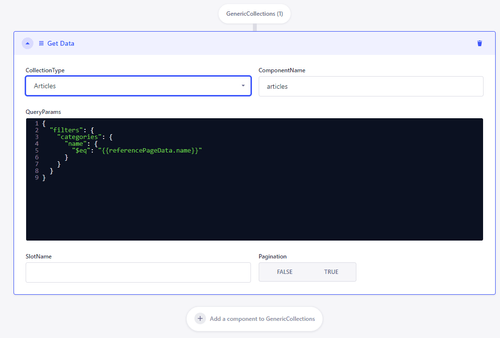 GenericCollections (1)
Get Data
CollectionType
Articles
ComponentName
articles
QueryParams
1 {
2 "filters": {
3 "categories": {
4 "name": {
5 "$eq": "{{referencePageData.name}}"
6 }
7 }
8 }
9 }
SlotName
Pagination
FALSE TRUE
Add a component to GenericCollections